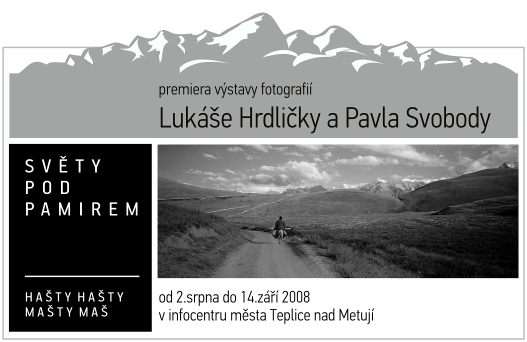 premiera výstavy fotografií
Lukáše Hrdličky a Pavla Svobody
SVĚTY
POD
PAMIREM
HAŠTY HAŠTY
MAŠTY MAŠ
od 2.srpna do 14.září 2008
v infocentru města Teplice nad Metují